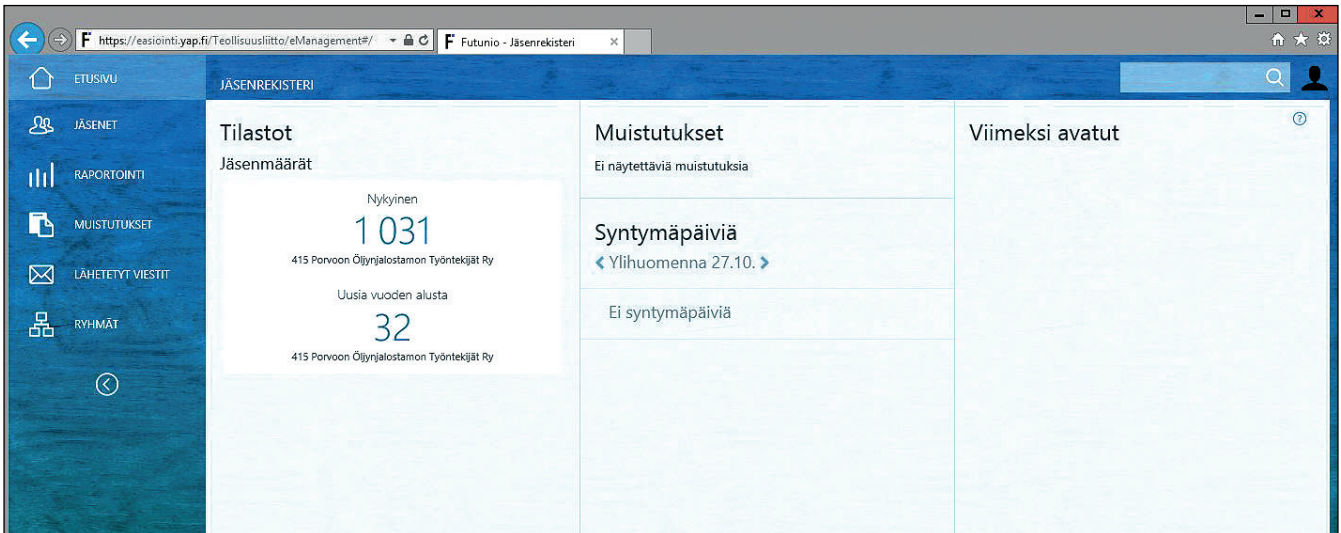 https://easiointi.yap.fi/Teollisuusliitto/eManagement#/
Futunio - Jäsenrekisteri
ETUSIVU
JÄSENET
RAPORTOINTI
MUISTUTUKSET
LÄHETETYT VIESTIT
RYHMÄT
JÄSENREKISTERI
Tilastot
Jäsenmäärät
Nykyinen
1 031
415 Porvoon Öljynjalostamon Työntekijät Ry
Uusia vuoden alusta
32
415 Porvoon Öljynjalostamon Työntekijät Ry
Muistutukset
Ei näytettäviä muistutuksia
Syntymäpäiviä
Ylihuomenna 27.10.
Ei syntymäpäiviä
Viimeksi avatut